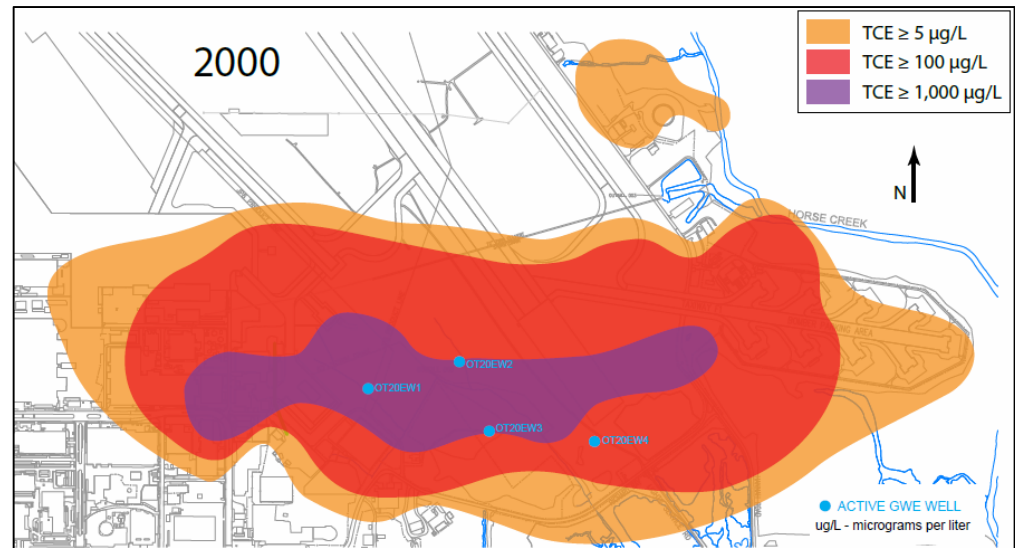 2000
TCE ≥ 5 μg/L
TCE ≥ 100 μg/L
TCE ≥ 1,000 μg/L
N
HORSE CREEK
OT20EW2
OT20EW1
OT20EW3
OT20EW4
ACTIVE GWE WELL
ug/L - micrograms per liter